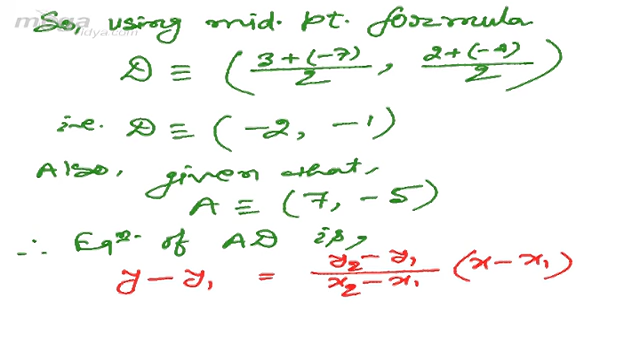 So, using mid. pt. formula
D ≡ ( 3+(-7)/2 , 2+(-4)/2 )
i.e. D ≡ (-2, -1)
Also, given that,
A ≡ (7, -5)
∴ Eqn. of AD is,
y - y₁ = y₂ - y₁ / x₂ - x₁ (x - x₁)